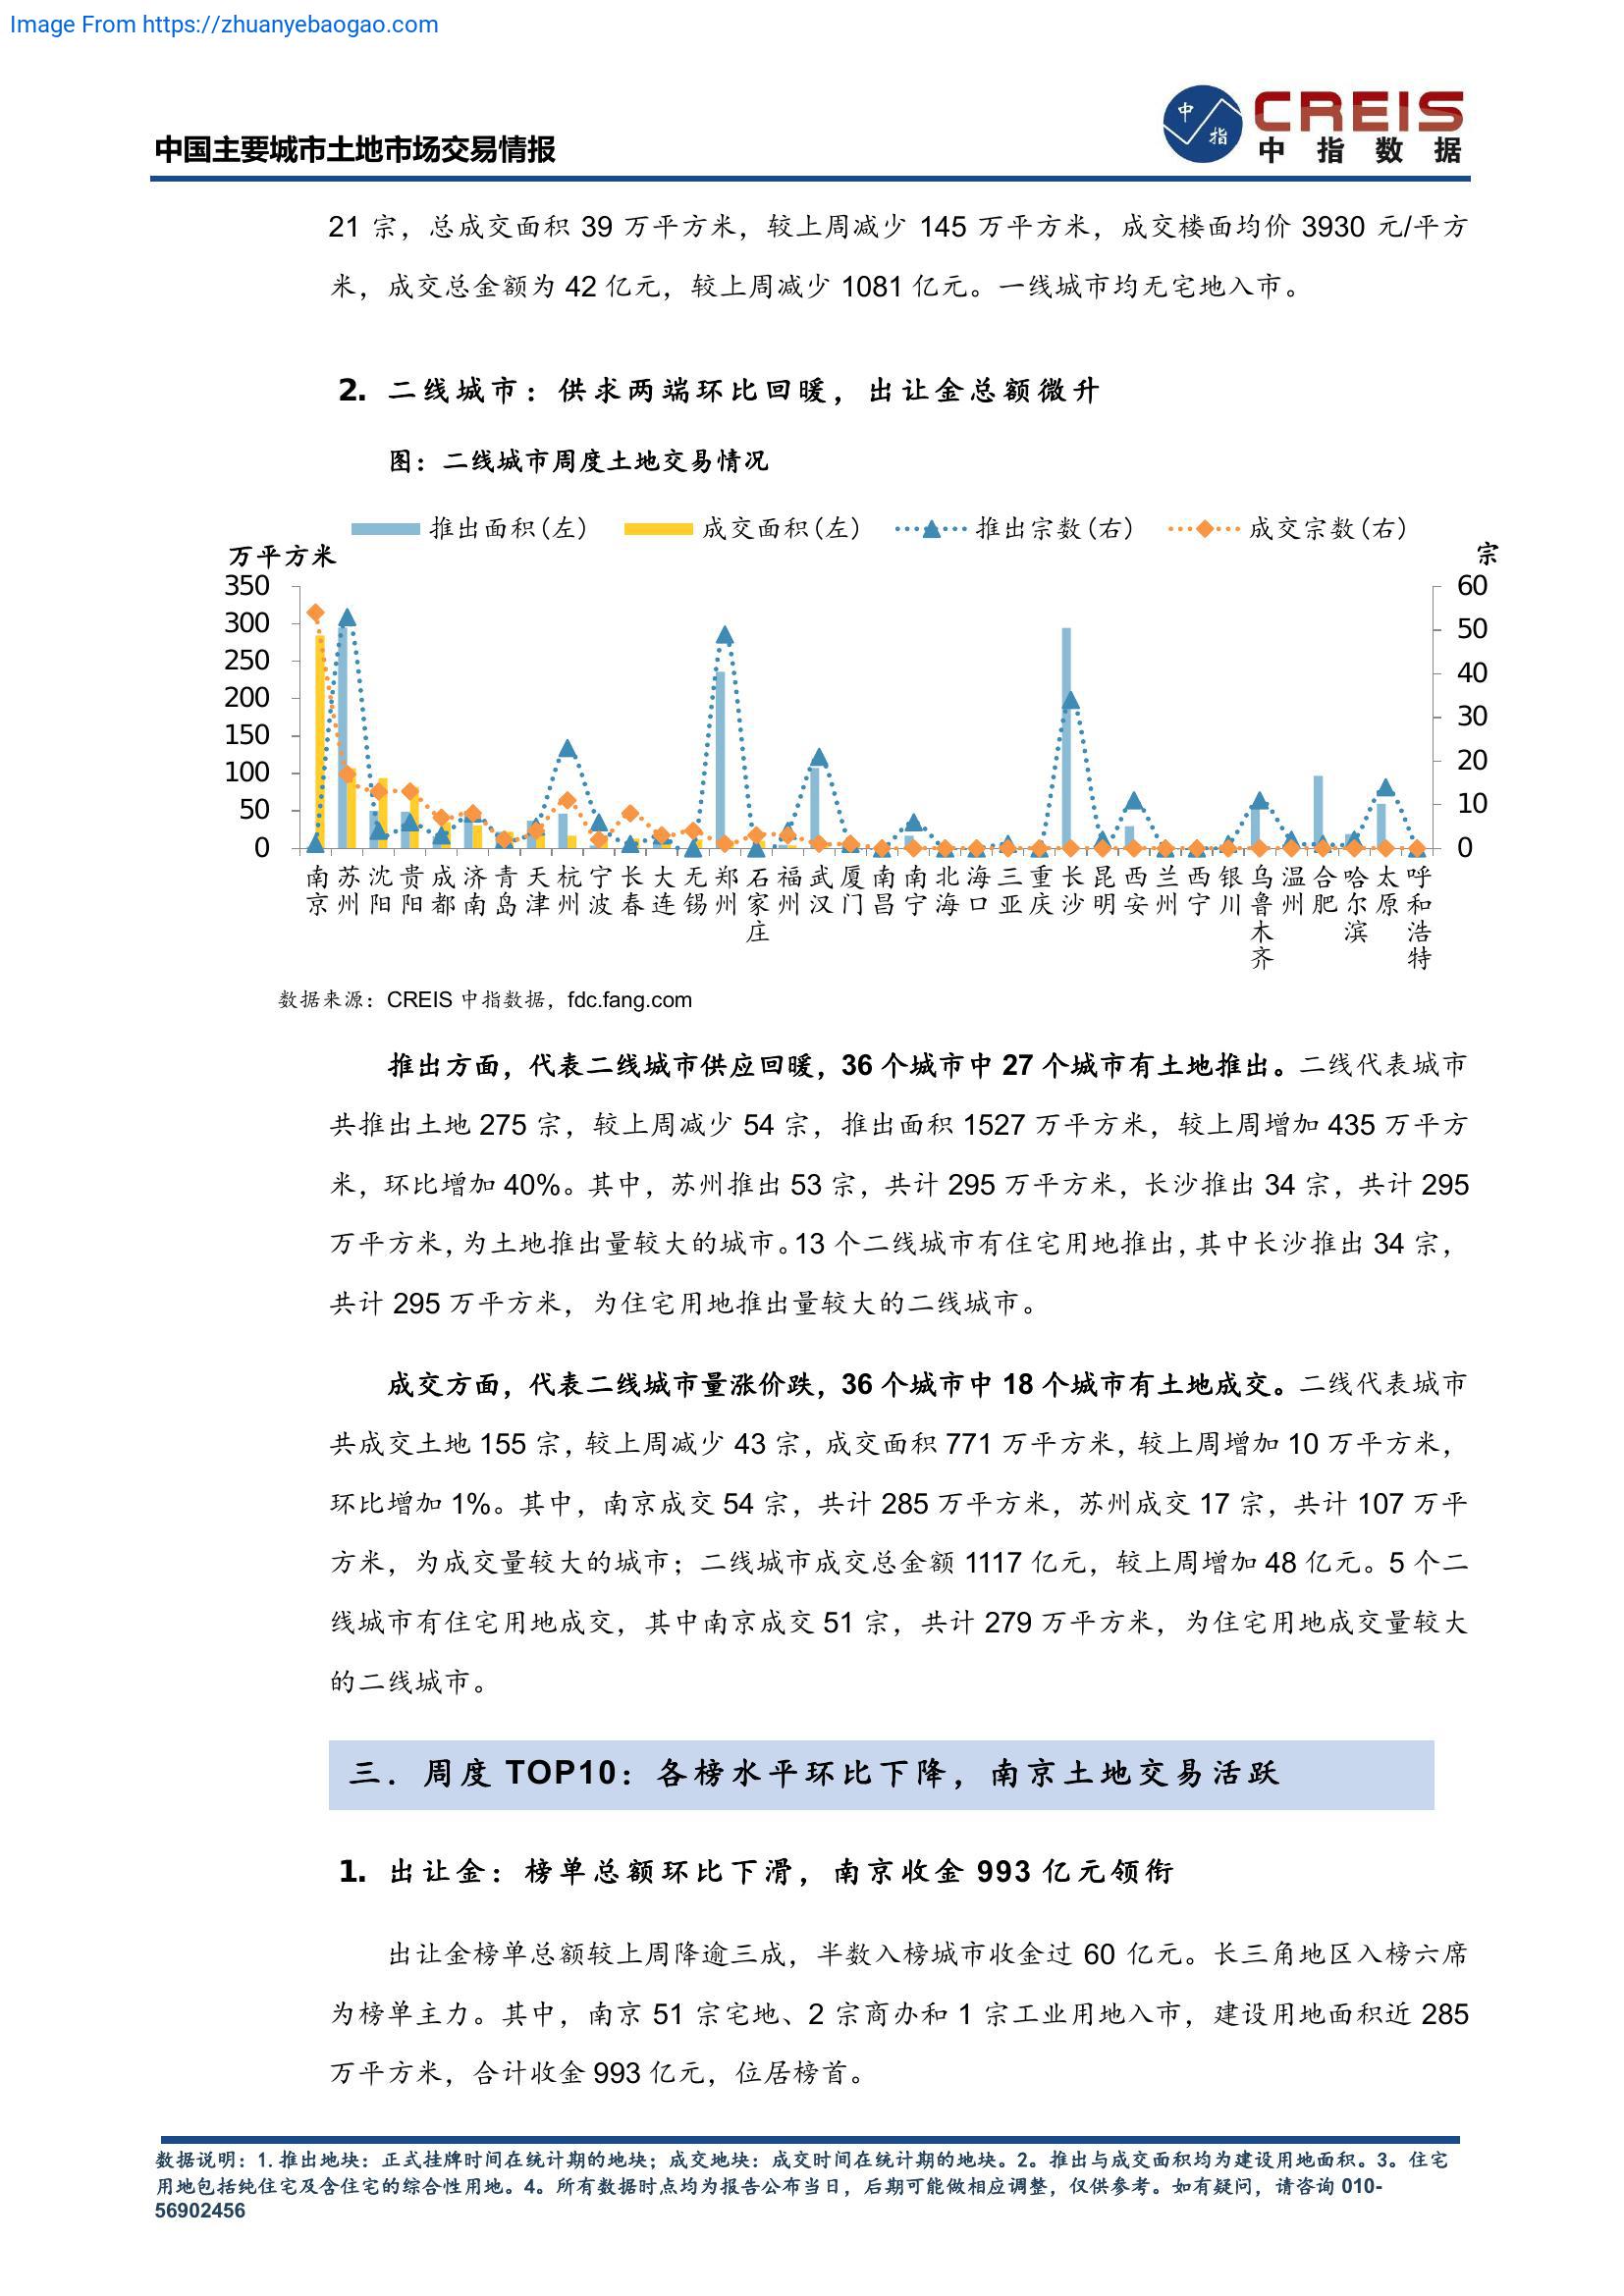 Image From https://zhuanyebaogao.com
中国主要城市土地市场交易情报
中指
CREIS
中指数据
21 宗，总成交面积 39 万平方米，较上周减少 145 万平方米，成交楼面均价 3930 元/平方
米，成交总金额为 42 亿元，较上周减少 1081 亿元。一线城市均无宅地入市。
2. 二线城市：供求两端环比回暖，出让金总额微升
图：二线城市周度土地交易情况
推出面积(左) 成交面积(左) 推出宗数(右) 成交宗数(右)
万平方米 宗
350 60
300 50
250 40
200 30
150 20
100 10
50 0
0
南京 苏州 沈阳 贵阳 成都 济南 青岛 天津 杭州 宁波 长春 大连 无锡 郑州 石家庄 福州 武汉 厦门 南昌 南宁 北海 海口 三亚 重庆 长沙 昆明 西安 兰州 西宁 银川 乌鲁木齐 温州 合肥 哈尔滨 太原 呼和浩特
数据来源：CREIS 中指数据，fdc.fang.com
推出方面，代表二线城市供应回暖，36 个城市中 27 个城市有土地推出。二线代表城市
共推出土地 275 宗，较上周减少 54 宗，推出面积 1527 万平方米，较上周增加 435 万平方
米，环比增加 40%。其中，苏州推出 53 宗，共计 295 万平方米，长沙推出 34 宗，共计 295
万平方米，为土地推出量较大的城市。13 个二线城市有住宅用地推出，其中长沙推出 34 宗，
共计 295 万平方米，为住宅用地推出量较大的二线城市。
成交方面，代表二线城市量涨价跌，36 个城市中 18 个城市有土地成交。二线代表城市
共成交土地 155 宗，较上周减少 43 宗，成交面积 771 万平方米，较上周增加 10 万平方米，
环比增加 1%。其中，南京成交 54 宗，共计 285 万平方米，苏州成交 17 宗，共计 107 万平
方米，为成交量较大的城市；二线城市成交总金额 1117 亿元，较上周增加 48 亿元。5 个二
线城市有住宅用地成交，其中南京成交 51 宗，共计 279 万平方米，为住宅用地成交量较大
的二线城市。
三．周度 TOP10：各榜水平环比下降，南京土地交易活跃
1. 出让金：榜单总额环比下滑，南京收金 993 亿元领衔
出让金榜单总额较上周降逾三成，半数入榜城市收金过 60 亿元。长三角地区入榜六席
为榜单主力。其中，南京 51 宗宅地、2 宗商办和 1 宗工业用地入市，建设用地面积近 285
万平方米，合计收金 993 亿元，位居榜首。
数据说明：1.推出地块：正式挂牌时间在统计期的地块；成交地块：成交时间在统计期的地块。2。推出与成交面积均为建设用地面积。3。住宅
用地包括纯住宅及含住宅的综合性用地。4。所有数据时点均为报告公布当日，后期可能做相应调整，仅供参考。如有疑问，请咨询 010-
56902456